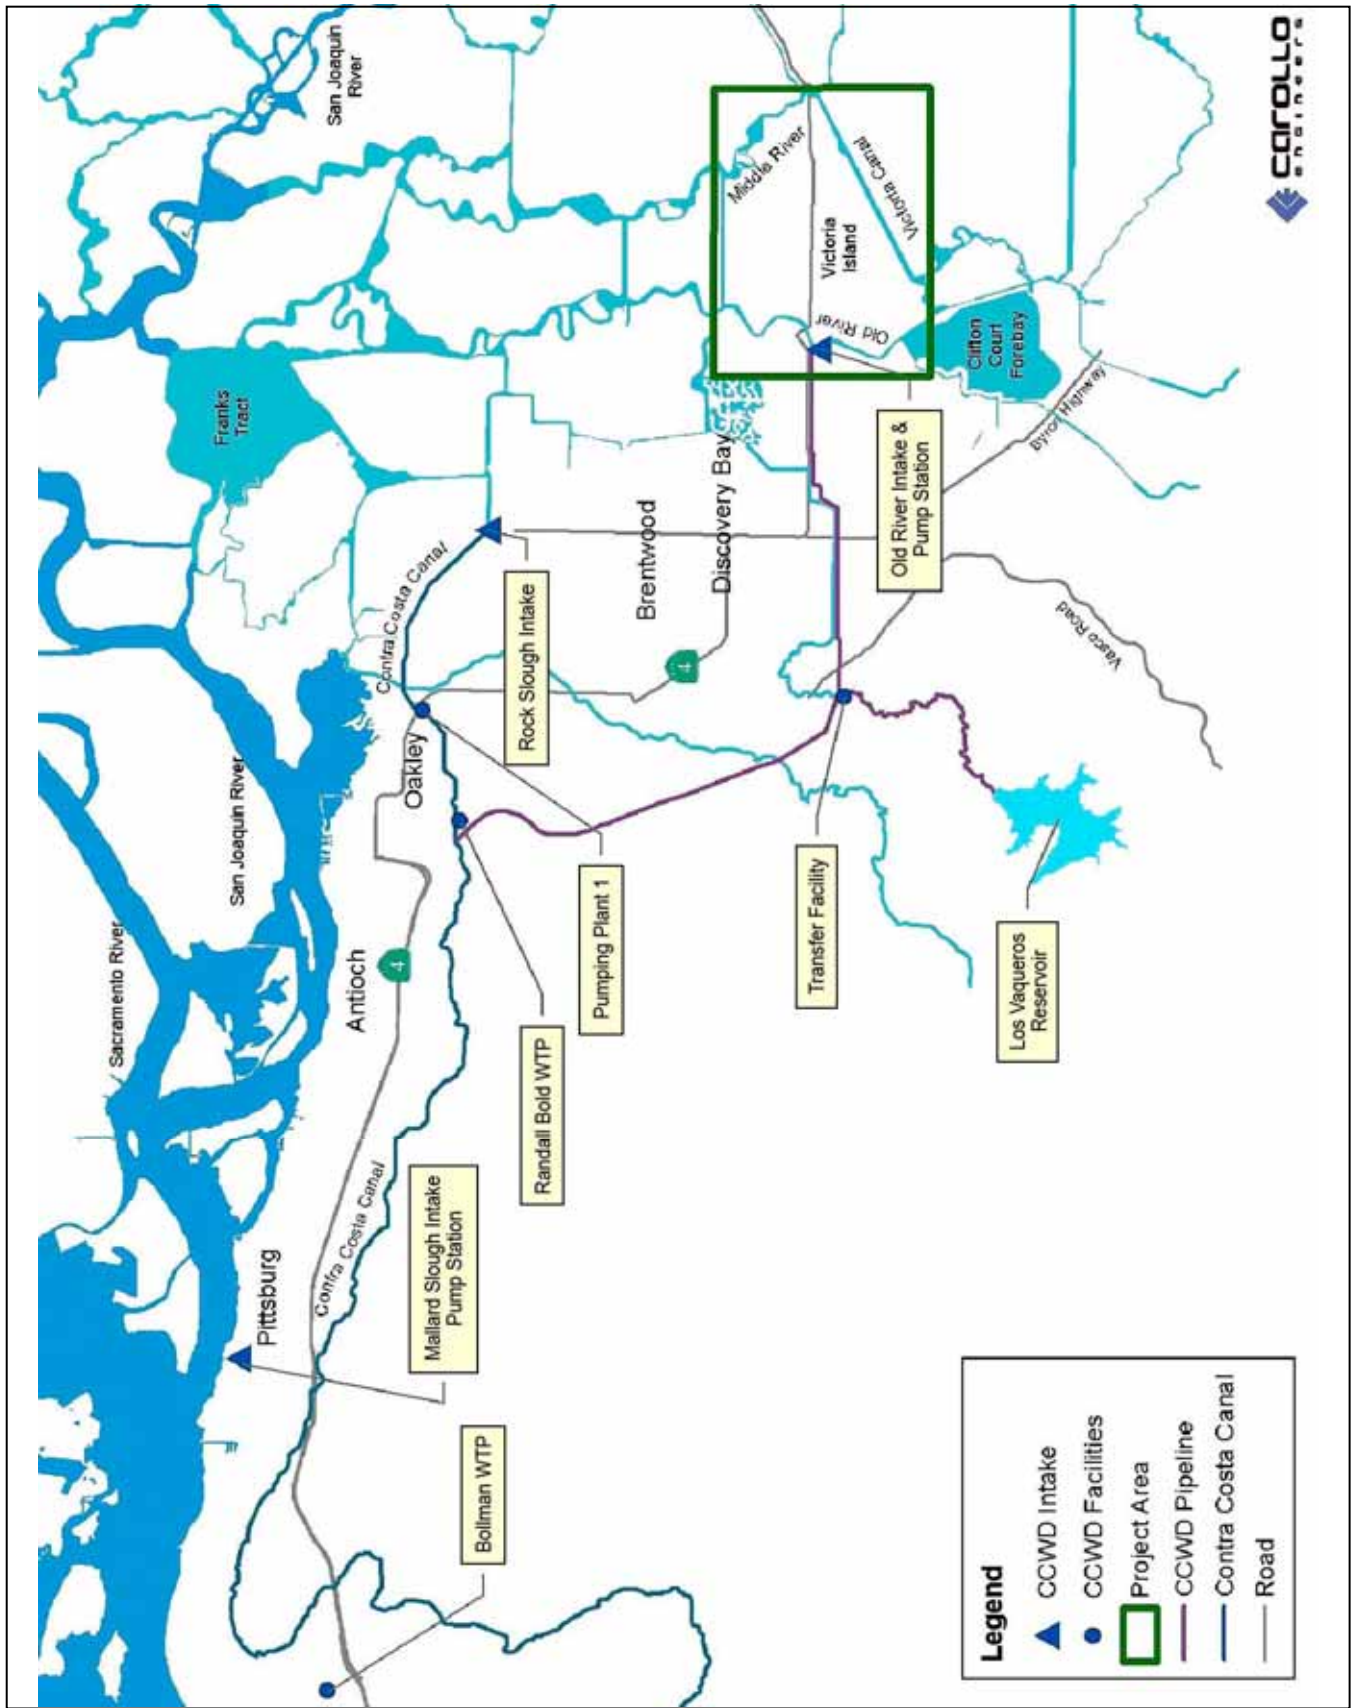 Sacramento River
San Joaquin River
San Joaquin
River
Franks
Tract
Pittsburg
Antioch
Oakley
4
Contra Costa Canal
Contra Costa Canal
Mallard Slough Intake
Pump Station
Bollman WTP
Randall Bold WTP
Pumping Plant 1
Rock Slough Intake
Brentwood
Discovery Bay
4
Middle River
Victoria Canal
Victoria
Island
Old River
Clifton
Court
Forebay
Byron Highway
Old River Intake &
Pump Station
Vasco Road
Transfer Facility
Los Vaqueros
Reservoir
Legend
CCWD Intake
CCWD Facilities
Project Area
CCWD Pipeline
Contra Costa Canal
Road
carollo
engineers